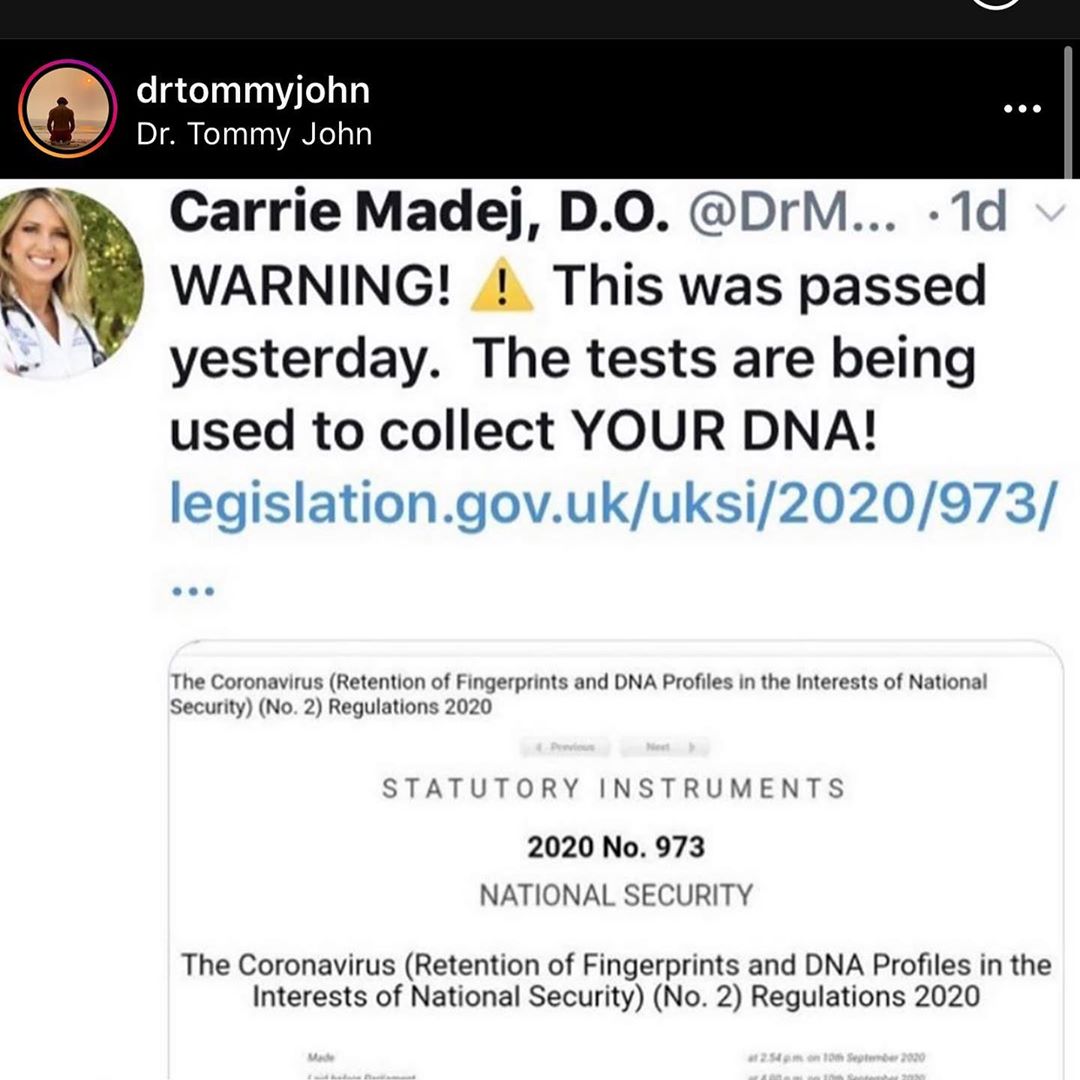 drtommyjohn
Dr. Tommy John
Carrie Madej, D.O. @DrM... · 1d
WARNING! ⚠️ This was passed
yesterday. The tests are being
used to collect YOUR DNA!
legislation.gov.uk/uksi/2020/973/
...
The Coronavirus (Retention of Fingerprints and DNA Profiles in the Interests of National
Security) (No. 2) Regulations 2020
Previous Next
STATUTORY INSTRUMENTS
2020 No. 973
NATIONAL SECURITY
The Coronavirus (Retention of Fingerprints and DNA Profiles in the
Interests of National Security) (No. 2) Regulations 2020
Made at 2.54 p.m. on 10th September 2020